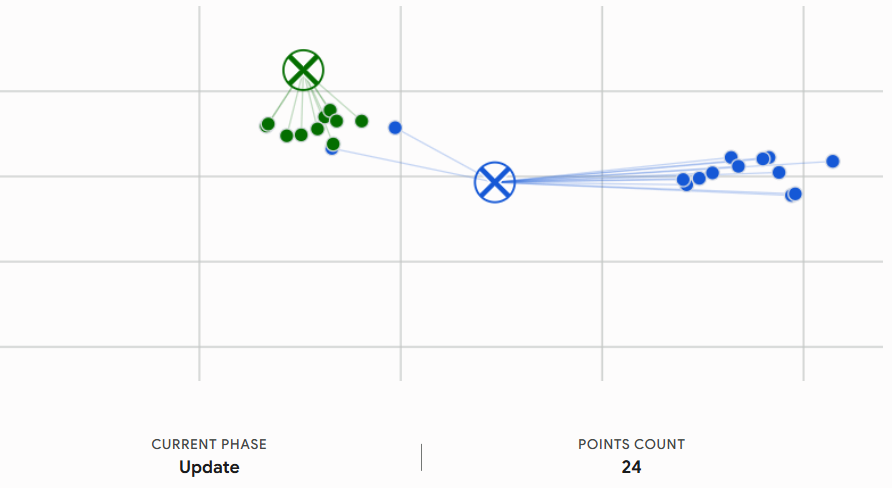 CURRENT PHASE
Update
POINTS COUNT
24